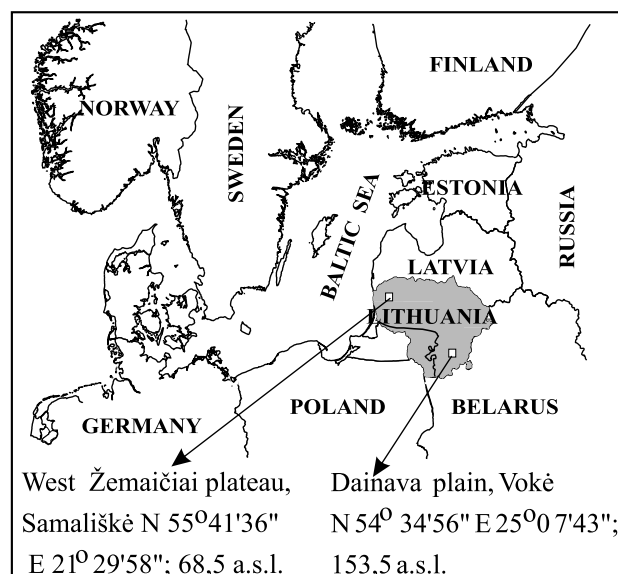 FINLAND
NORWAY
SWEDEN
ESTONIA
BALTIC SEA
RUSSIA
LATVIA
LITHUANIA
GERMANY
POLAND
BELARUS
West Žemaičiai plateau,
Samališkė N 55º41'36"
E 21º 29'58"; 68,5 a.s.l.
Dainava plain, Vokė
N 54º 34'56" E 25º0 7'43";
153,5 a.s.l.